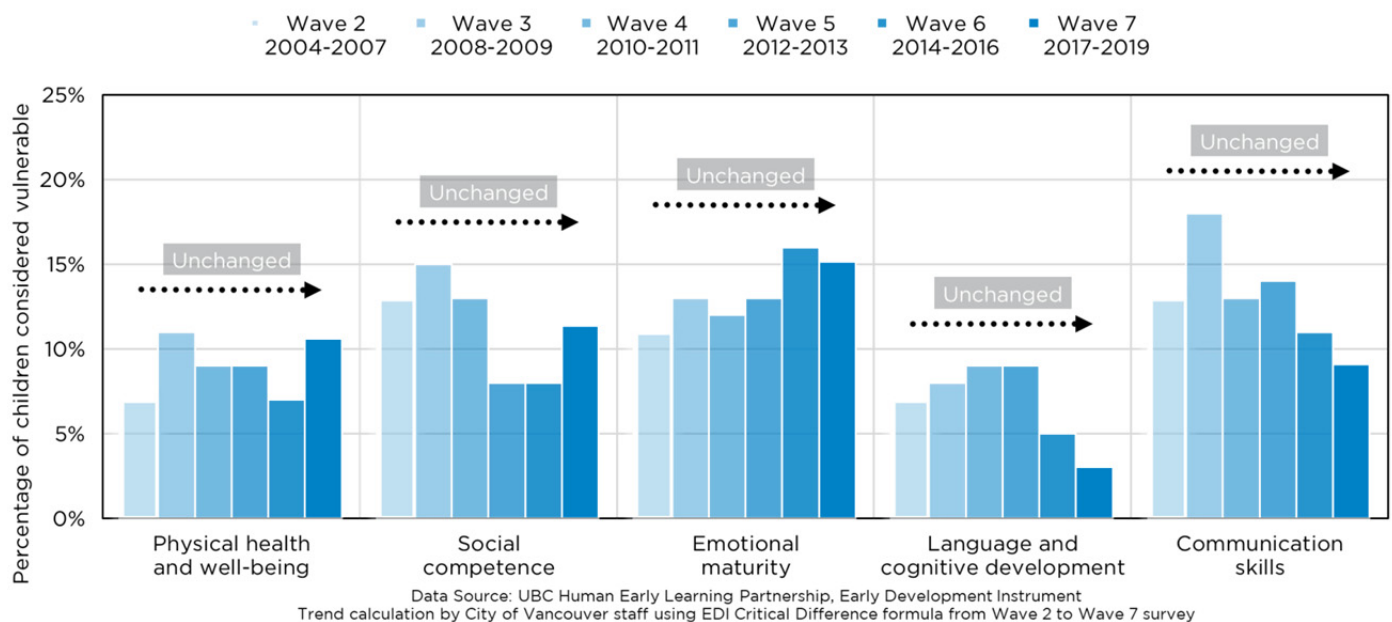 Wave 2 Wave 3 Wave 4 Wave 5 Wave 6 Wave 7
2004-2007 2008-2009 2010-2011 2012-2013 2014-2016 2017-2019
Percentage of children considered vulnerable
25%
20%
15%
10%
5%
0%
Unchanged
Unchanged
Unchanged
Unchanged
Unchanged
Physical health
and well-being
Social
competence
Emotional
maturity
Language and
cognitive development
Communication
skills
Data Source: UBC Human Early Learning Partnership, Early Development Instrument
Trend calculation by City of Vancouver staff using EDI Critical Difference formula from Wave 2 to Wave 7 survey